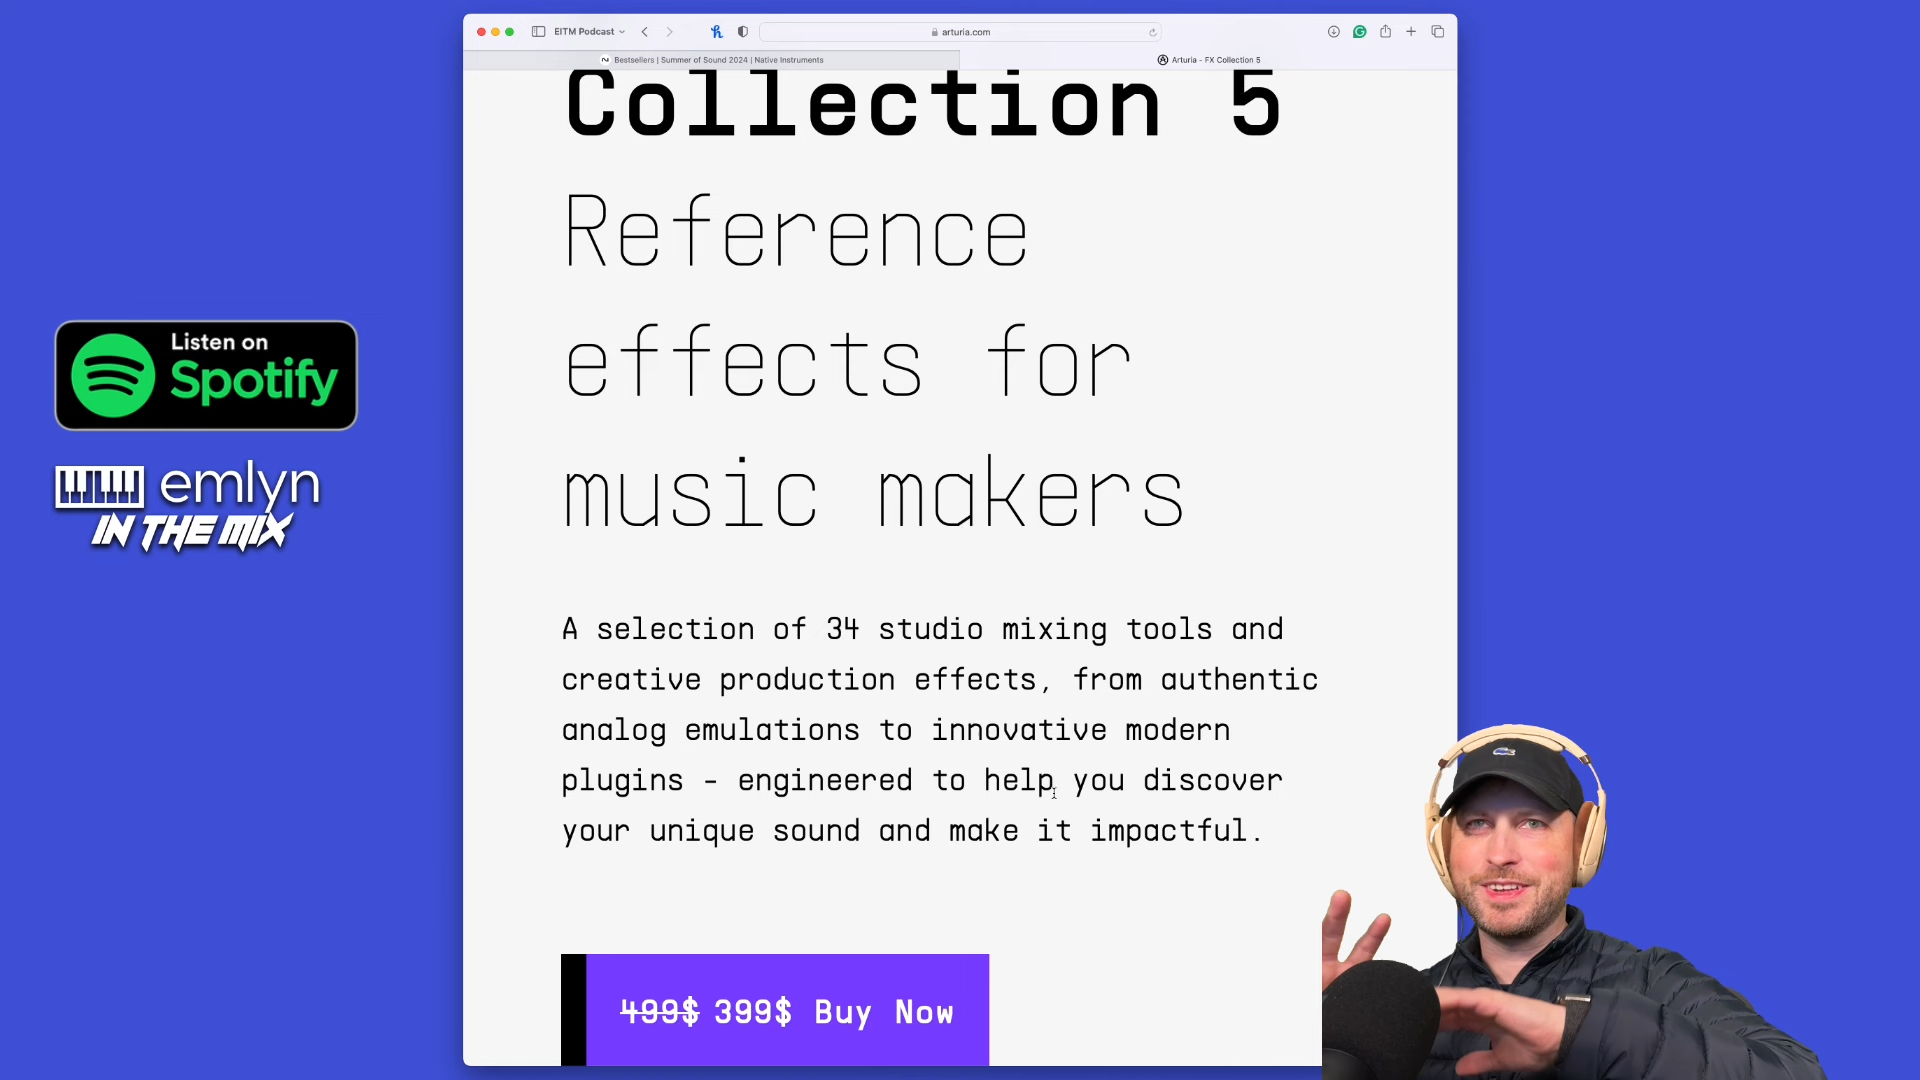 EITM Podcast
arturia.com
Bestsellers | Summer of Sound 2024 | Native Instruments
Arturia - FX Collection 5
Collection 5
Reference
effects for
music makers
A selection of 34 studio mixing tools and
creative production effects, from authentic
analog emulations to innovative modern
plugins - engineered to help you discover
your unique sound and make it impactful.
499$ 399$ Buy Now
Listen on
Spotify
emlyn
IN THE MIX